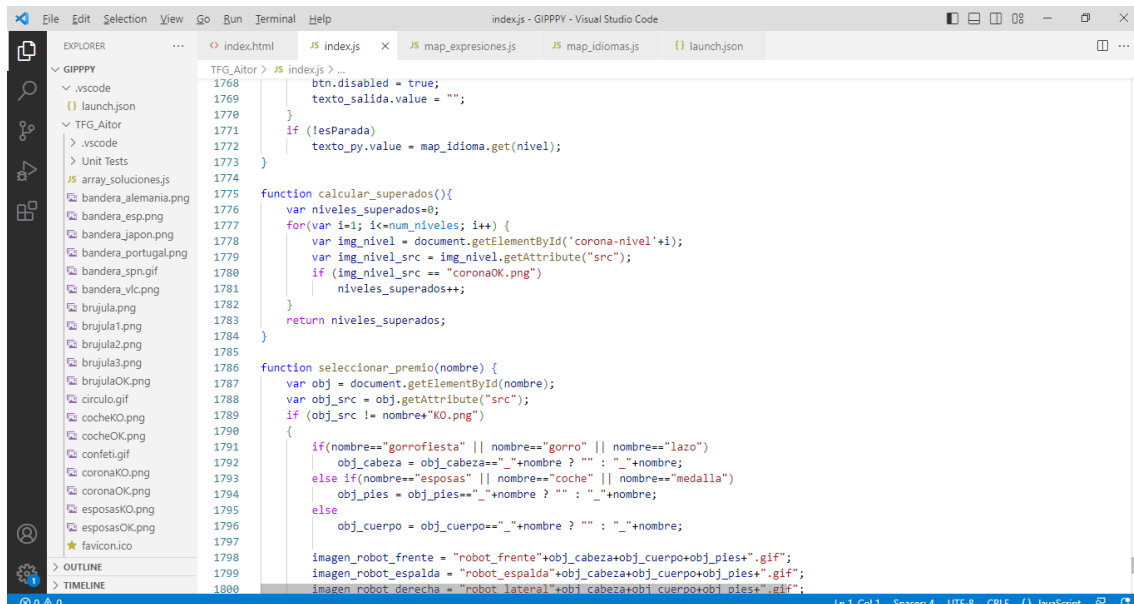 File Edit Selection View Go Run Terminal Help index.js - GIPPPY - Visual Studio Code
EXPLORER ...
GIPPPY
.vscode
{} launch.json
TFG_Aitor
.vscode
Unit Tests
JS array_soluciones.js
bandera_alemania.png
bandera_esp.png
bandera_japon.png
bandera_portugal.png
bandera_spn.gif
bandera_vlc.png
brujula.png
brujula1.png
brujula2.png
brujula3.png
brujulaOK.png
circulo.gif
cocheKO.png
cocheOK.png
confeti.gif
coronaKO.png
coronaOK.png
esposasKO.png
esposasOK.png
favicon.ico
OUTLINE
TIMELINE
1
<> index.html JS index.js × JS map_expresiones.js JS map_idiomas.js {} launch.json ...
TFG_Aitor > JS index.js > ...
1768 btn.disabled = true;
1769 texto_salida.value = "";
1770 }
1771 if (!esParada)
1772 texto_py.value = map_idioma.get(nivel);
1773 }
1774
1775 function calcular_superados(){
1776 var niveles_superados=0;
1777 for(var i=1; i<=num_niveles; i++) {
1778 var img_nivel = document.getElementById('corona-nivel'+i);
1779 var img_nivel_src = img_nivel.getAttribute("src");
1780 if (img_nivel_src == "coronaOK.png")
1781 niveles_superados++;
1782 }
1783 return niveles_superados;
1784 }
1785
1786 function seleccionar_premio(nombre) {
1787 var obj = document.getElementById(nombre);
1788 var obj_src = obj.getAttribute("src");
1789 if (obj_src != nombre+"KO.png")
1790 {
1791 if(nombre=="gorrofiesta" || nombre=="gorro" || nombre=="lazo")
1792 obj_cabeza = obj_cabeza=="_"+nombre ? "" : "_"+nombre;
1793 else if(nombre=="esposas" || nombre=="coche" || nombre=="medalla")
1794 obj_pies = obj_pies=="_"+nombre ? "" : "_"+nombre;
1795 else
1796 obj_cuerpo = obj_cuerpo=="_"+nombre ? "" : "_"+nombre;
1797
1798 imagen_robot_frente = "robot_frente"+obj_cabeza+obj_cuerpo+obj_pies+".gif";
1799 imagen_robot_espalda = "robot_espalda"+obj_cabeza+obj_cuerpo+obj_pies+".gif";
1800 imagen_robot_derecha = "robot_lateral"+obj_cabeza+obj_cuerpo+obj_pies+".gif";
0 0 Ln 1, Col 1 Spaces: 4 UTF-8 CRLF {} JavaScript